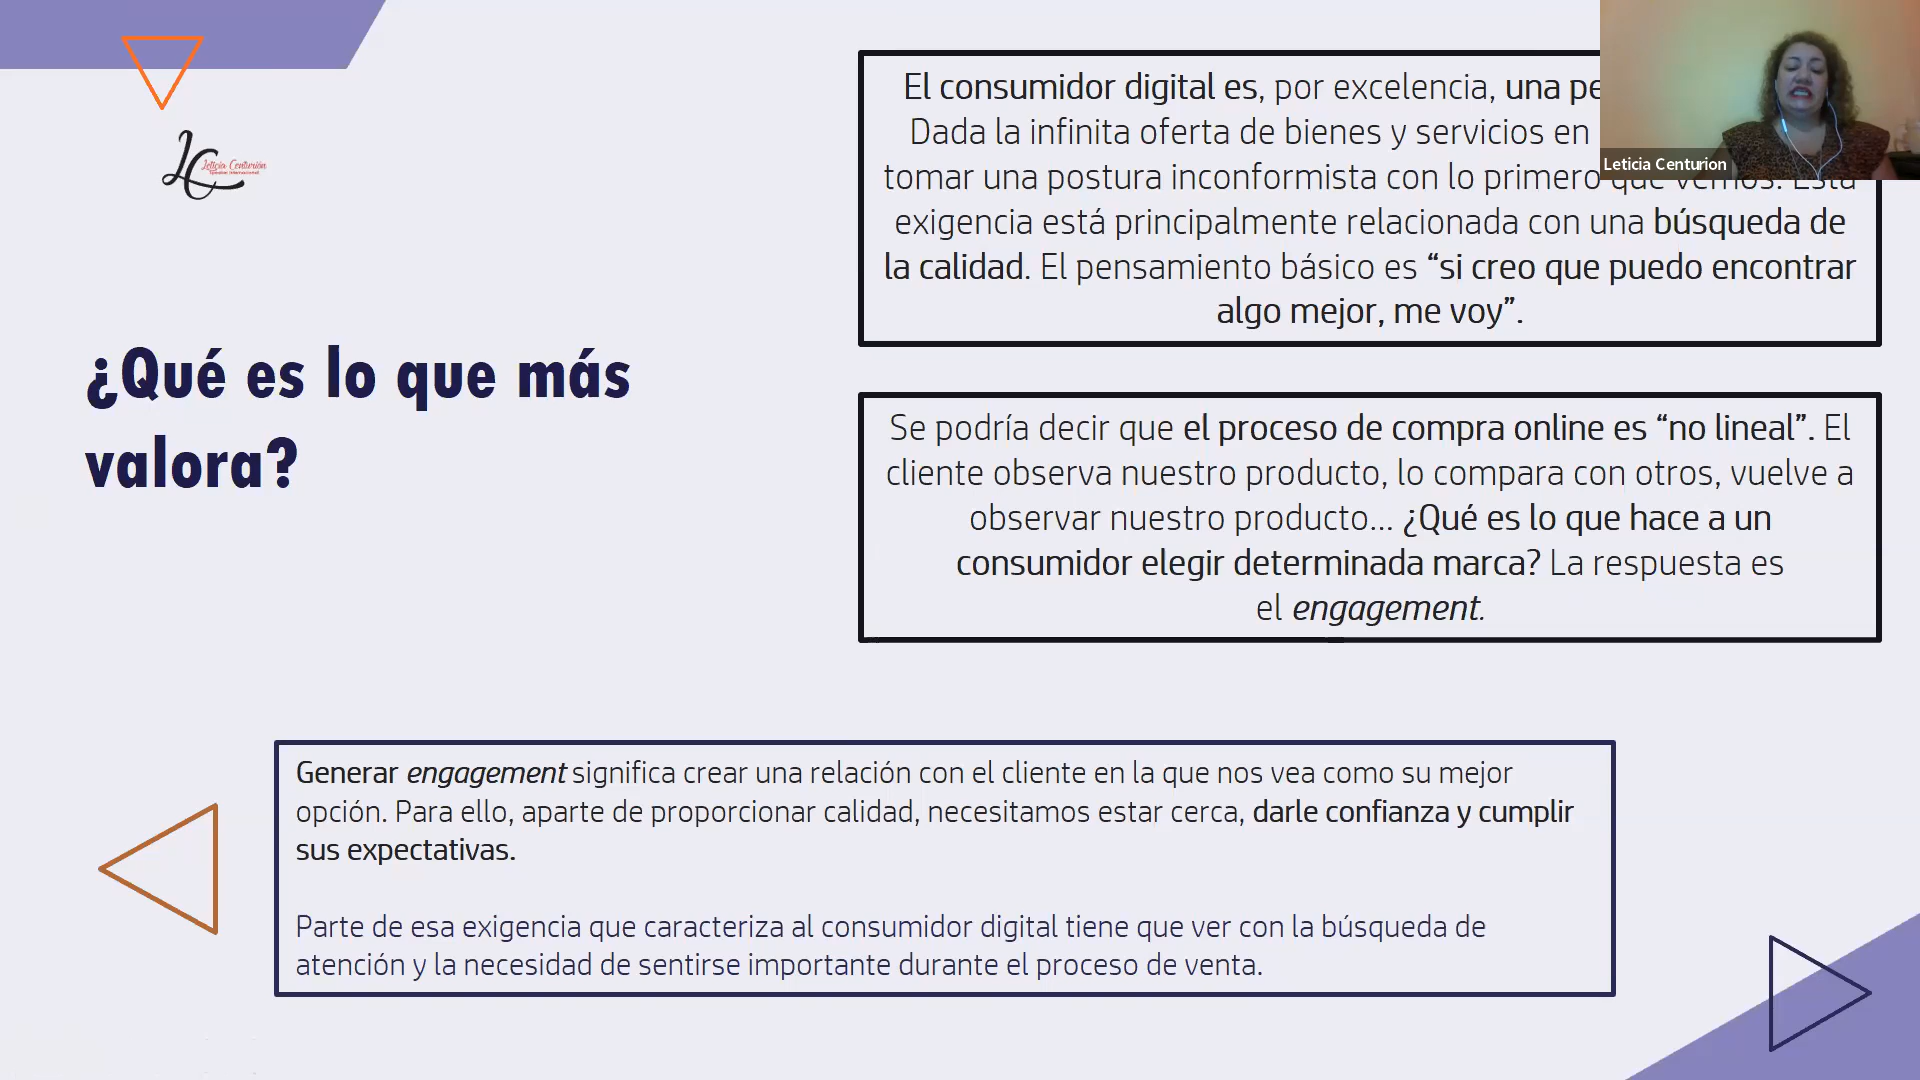 Leticia Centurión
Speaker Internacional
¿Qué es lo que más
valora?
El consumidor digital es, por excelencia, una
Dada la infinita oferta de bienes y servicios en
tomar una postura inconformista con lo primero que vemos. Esta
exigencia está principalmente relacionada con una búsqueda de
la calidad. El pensamiento básico es “si creo que puedo encontrar
algo mejor, me voy”.
Leticia Centurion
Se podría decir que el proceso de compra online es “no lineal”. El
cliente observa nuestro producto, lo compara con otros, vuelve a
observar nuestro producto... ¿Qué es lo que hace a un
consumidor elegir determinada marca? La respuesta es
el engagement.
Generar engagement significa crear una relación con el cliente en la que nos vea como su mejor
opción. Para ello, aparte de proporcionar calidad, necesitamos estar cerca, darle confianza y cumplir
sus expectativas.
Parte de esa exigencia que caracteriza al consumidor digital tiene que ver con la búsqueda de
atención y la necesidad de sentirse importante durante el proceso de venta.